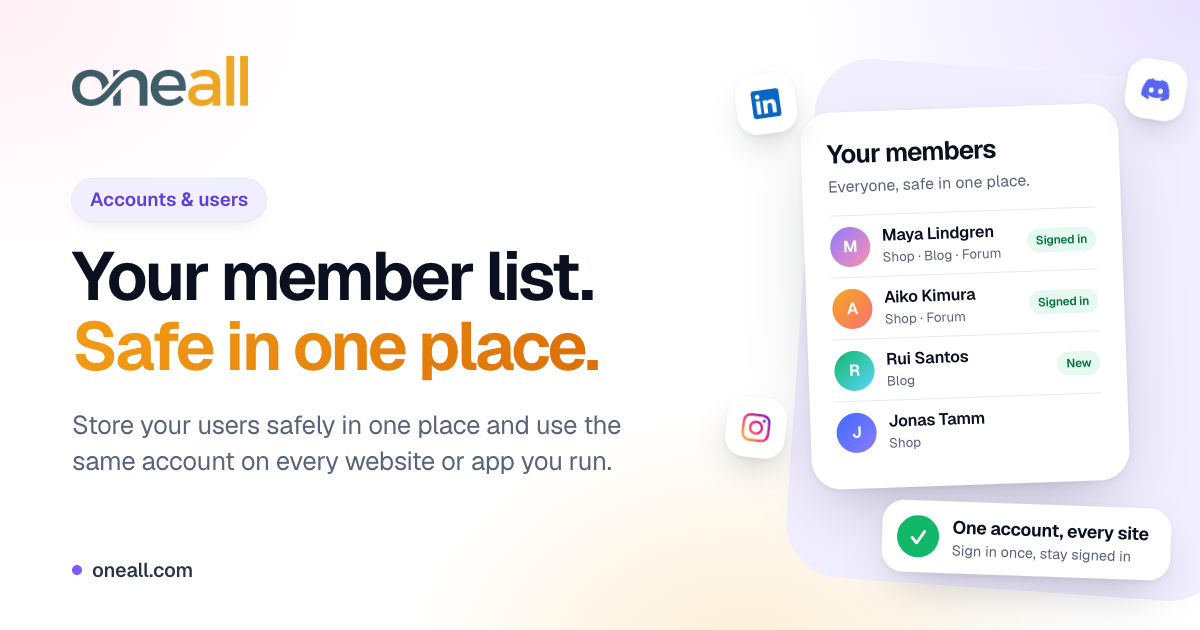 oneall
Accounts & users
Your member list.
Safe in one place.
Store your users safely in one place and use the
same account on every website or app you run.
oneall.com
in
Your members
Everyone, safe in one place.
M
Maya Lindgren
Shop · Blog · Forum
Signed in
A
Aiko Kimura
Shop · Forum
Signed in
R
Rui Santos
Blog
New
J
Jonas Tamm
Shop
One account, every site
Sign in once, stay signed in